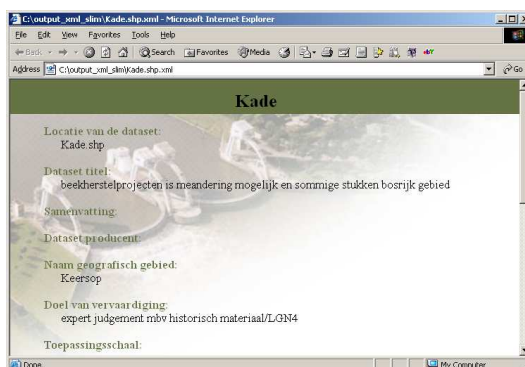 C:\output_xml_slim\Kade.shp.xml - Microsoft Internet Explorer
File Edit View Favorites Tools Help
Back Search Favorites Media
Address C:\output_xml_slim\Kade.shp.xml Go
Kade
Locatie van de dataset:
Kade.shp
Dataset titel:
beekherstelprojecten is meandering mogelijk en sommige stukken bosrijk gebied
Samenvatting:
Dataset producent:
Naam geografisch gebied:
Keersop
Doel van vervaardiging:
expert judgement mbv historisch materiaal/LGN4
Toepassingsschaal:
Done My Computer